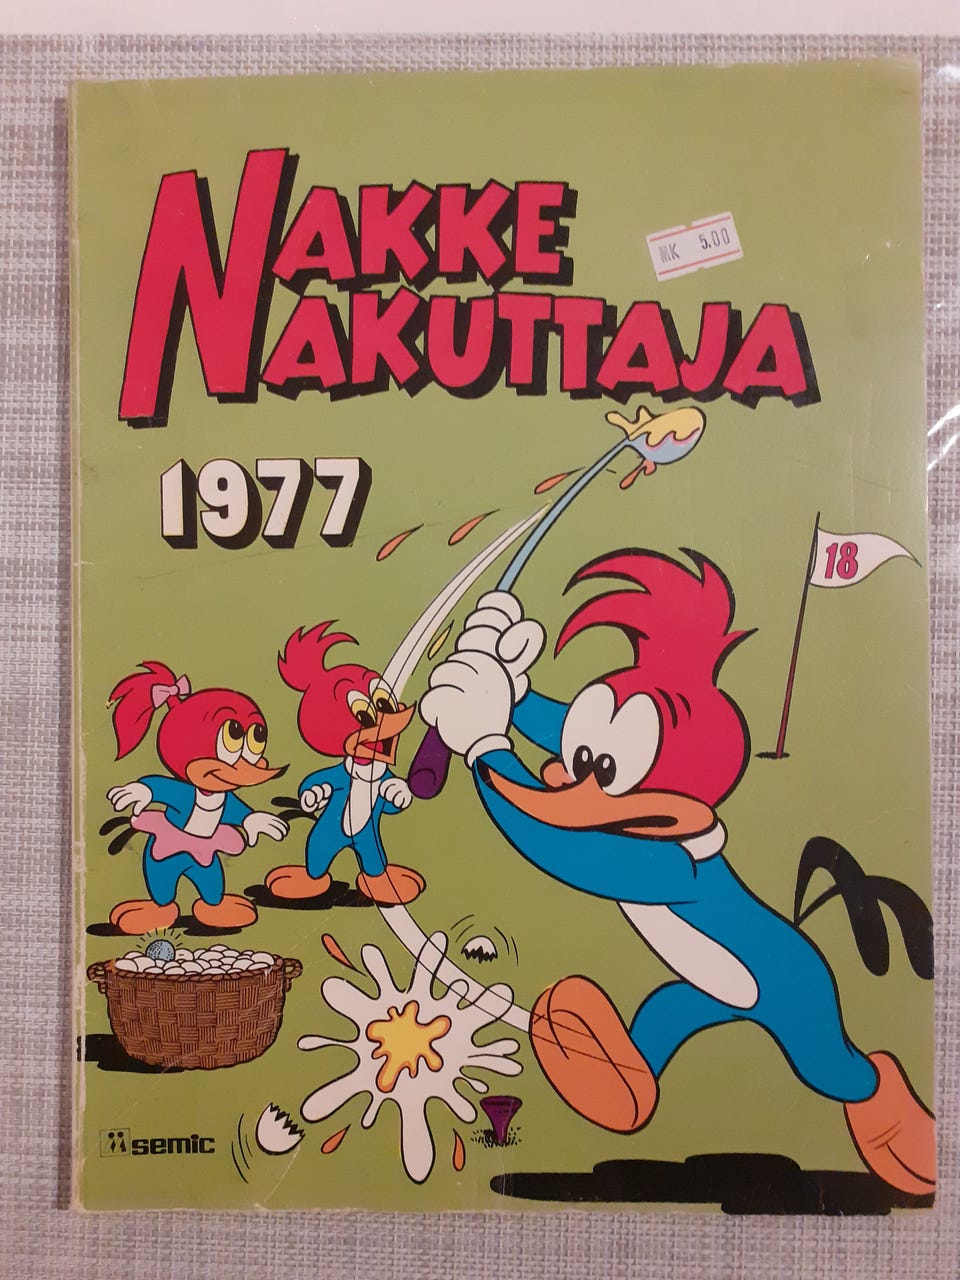 NAKKE
NAKUTTAJA
MK 5.00
1977
18
semic